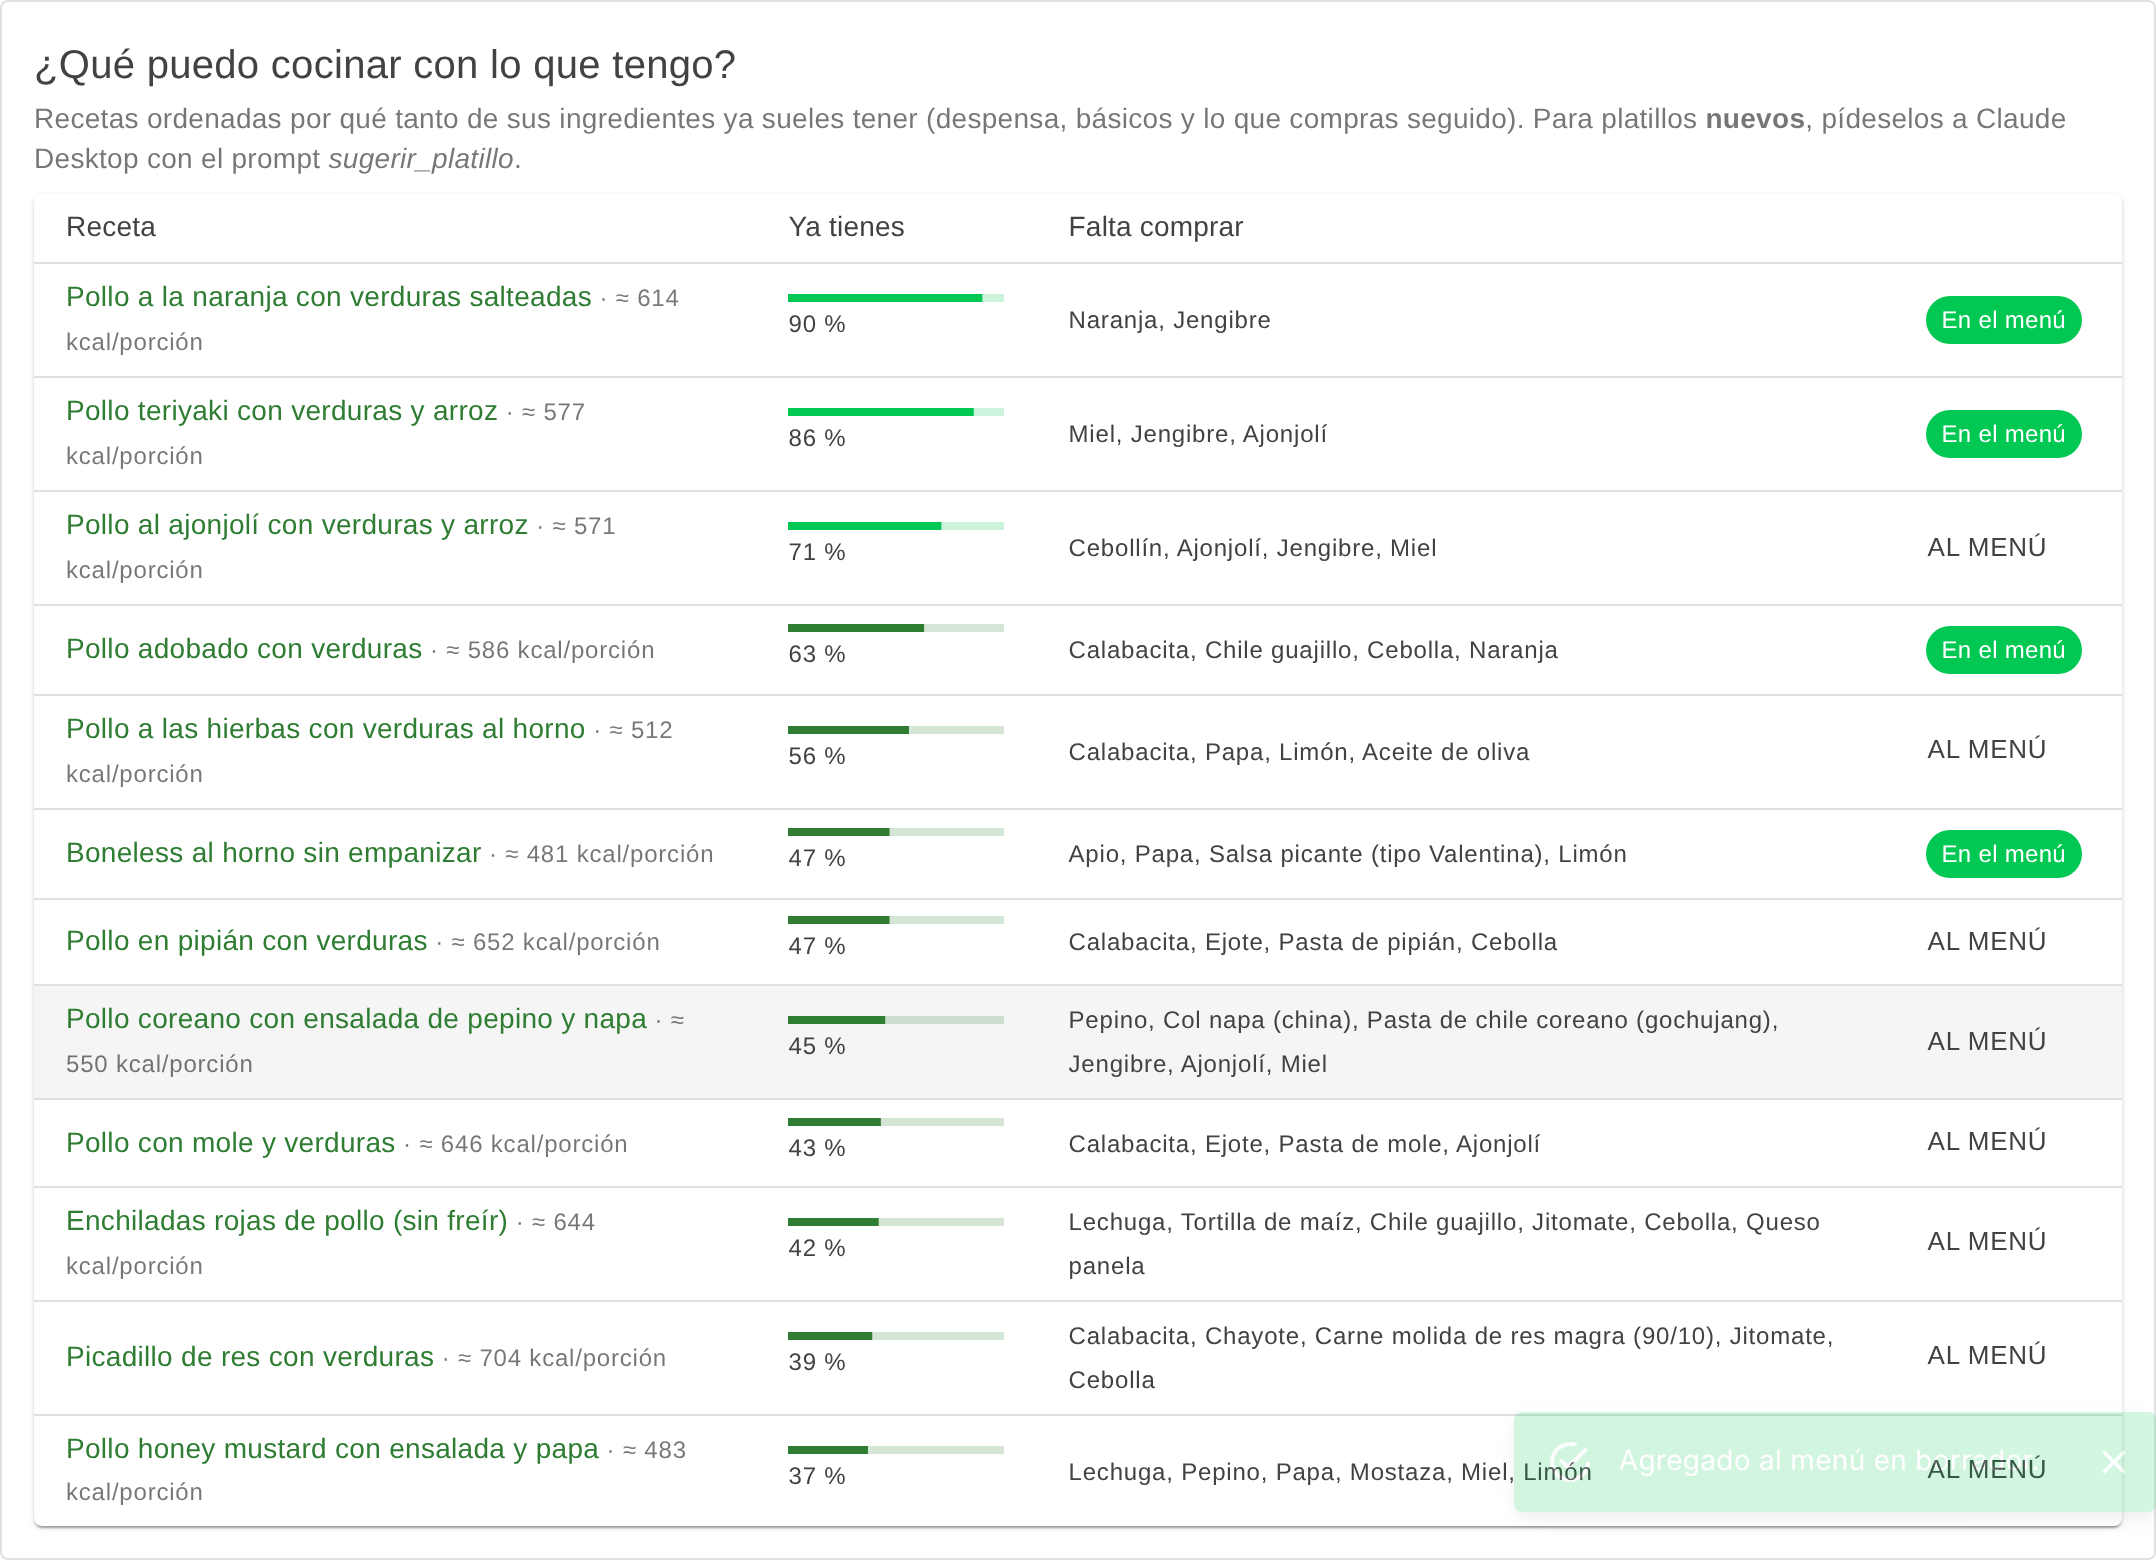 ¿Qué puedo cocinar con lo que tengo?
Recetas ordenadas por qué tanto de sus ingredientes ya sueles tener (despensa, básicos y lo que compras seguido). Para platillos nuevos, pídeselos a Claude
Desktop con el prompt sugerir_platillo.
Receta Ya tienes Falta comprar
Pollo a la naranja con verduras salteadas · ≈ 614
kcal/porción
90 %
Naranja, Jengibre
En el menú
Pollo teriyaki con verduras y arroz · ≈ 577
kcal/porción
86 %
Miel, Jengibre, Ajonjolí
En el menú
Pollo al ajonjolí con verduras y arroz · ≈ 571
kcal/porción
71 %
Cebollín, Ajonjolí, Jengibre, Miel
AL MENÚ
Pollo adobado con verduras · ≈ 586 kcal/porción
63 %
Calabacita, Chile guajillo, Cebolla, Naranja
En el menú
Pollo a las hierbas con verduras al horno · ≈ 512
kcal/porción
56 %
Calabacita, Papa, Limón, Aceite de oliva
AL MENÚ
Boneless al horno sin empanizar · ≈ 481 kcal/porción
47 %
Apio, Papa, Salsa picante (tipo Valentina), Limón
En el menú
Pollo en pipián con verduras · ≈ 652 kcal/porción
47 %
Calabacita, Ejote, Pasta de pipián, Cebolla
AL MENÚ
Pollo coreano con ensalada de pepino y napa · ≈
550 kcal/porción
45 %
Pepino, Col napa (china), Pasta de chile coreano (gochujang),
Jengibre, Ajonjolí, Miel
AL MENÚ
Pollo con mole y verduras · ≈ 646 kcal/porción
43 %
Calabacita, Ejote, Pasta de mole, Ajonjolí
AL MENÚ
Enchiladas rojas de pollo (sin freír) · ≈ 644
kcal/porción
42 %
Lechuga, Tortilla de maíz, Chile guajillo, Jitomate, Cebolla, Queso
panela
AL MENÚ
Picadillo de res con verduras · ≈ 704 kcal/porción
39 %
Calabacita, Chayote, Carne molida de res magra (90/10), Jitomate,
Cebolla
AL MENÚ
Pollo honey mustard con ensalada y papa · ≈ 483
kcal/porción
37 %
Lechuga, Pepino, Papa, Mostaza, Miel, Limón
AL MENÚ
Agregado al menú en borrador